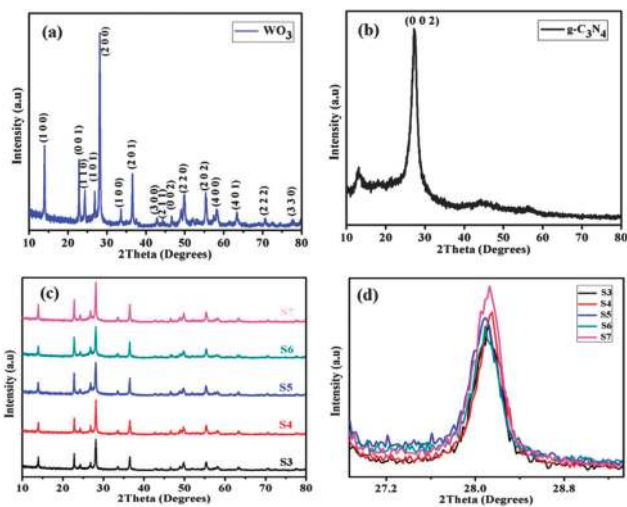 (a)
WO3
(1 0 0)
(0 0 1)
(1 1 0)
(1 0 1)
(2 0 0)
(1 0 0)
(2 0 1)
(3 0 0)
(2 1 1)
(0 0 2)
(2 2 0)
(2 0 2)
(4 0 0)
(4 0 1)
(2 2 2)
(3 3 0)
Intensity (a.u)
10 20 30 40 50 60 70 80
2Theta (Degrees)
(b)
(0 0 2)
g-C3N4
Intensity (a.u)
10 20 30 40 50 60 70 80
2Theta (Degrees)
(c)
S7
S6
S5
S4
S3
Intensity (a.u)
10 20 30 40 50 60 70 80
2Theta (Degrees)
(d)
S3
S4
S5
S6
S7
Intensity (a.u)
27.2 28.0 28.8
2Theta (Degrees)